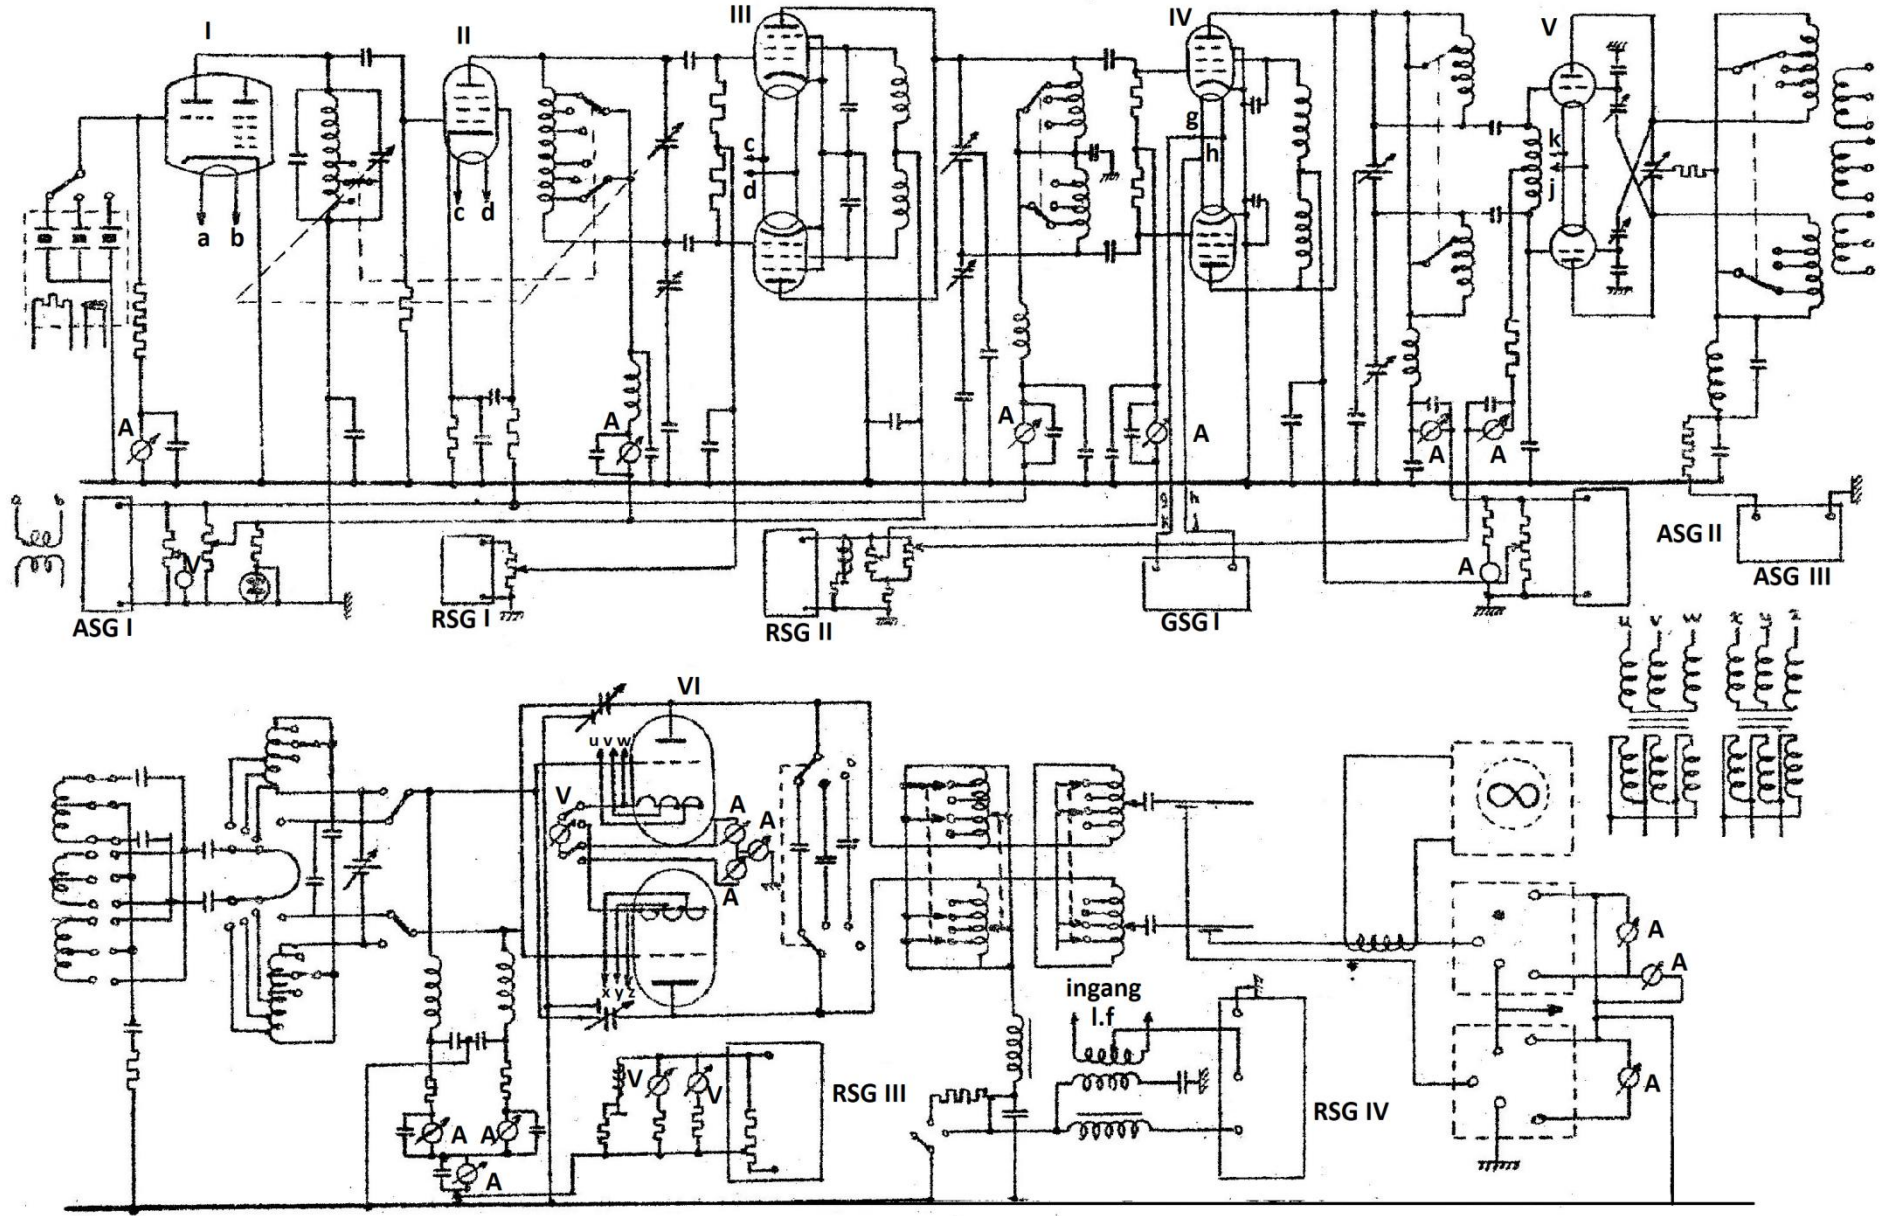 I
II
III
IV
V
a
b
c
d
c
d
g
h
k
j
A
A
A
A
A
A
V
A
g
h
x
j
ASG I
RSG I
RSG II
GSG I
ASG II
ASG III
u
v
w
x
y
z
VI
u v w
V
A
A
A
x y z
ingang
l.f
RSG III
RSG IV
V
V
A
A
A
A
A
A